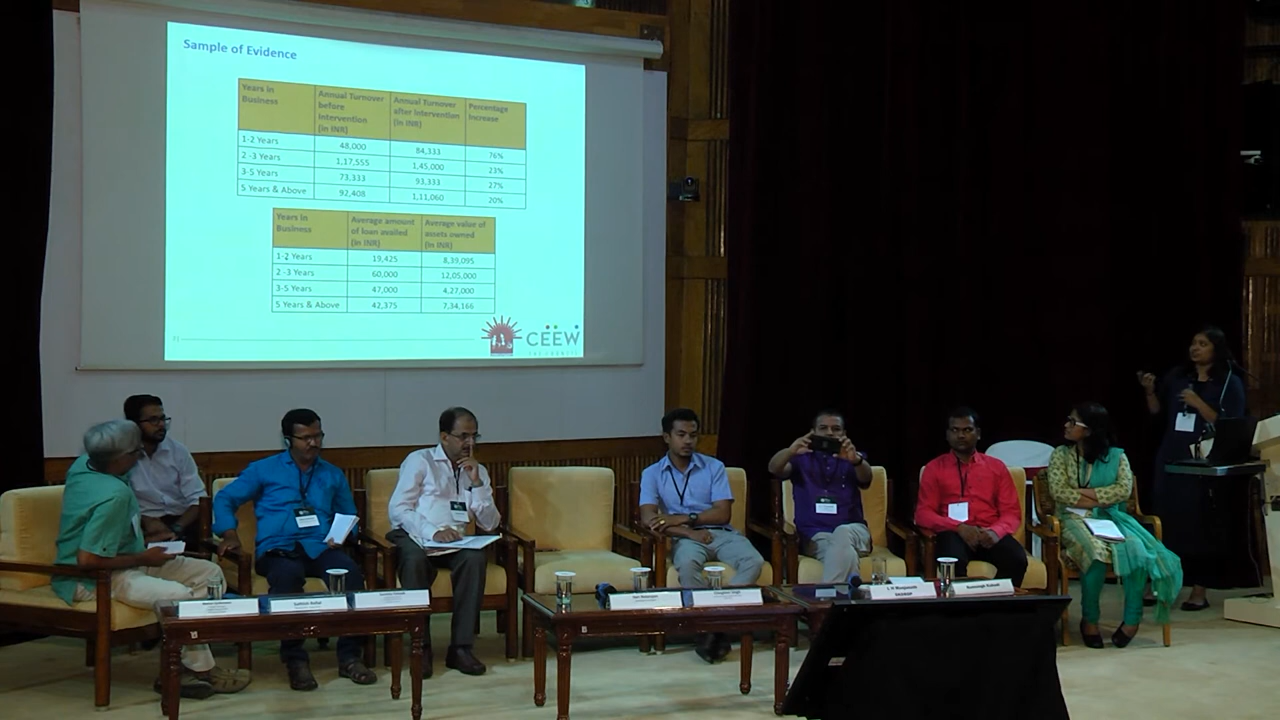 Sample of Evidence
Years in Business | Annual Turnover before intervention (in INR) | Annual Turnover after intervention (in INR) | Percentage Increase
1-2 Years | 48,000 | 84,333 | 76%
2 -3 Years | 1,17,555 | 1,45,000 | 23%
3-5 Years | 73,333 | 93,333 | 27%
5 Years & Above | 92,408 | 1,11,060 | 20%
Years in Business | Average amount of loan availed (in INR) | Average value of assets owned (in INR)
1-2 Years | 19,425 | 8,39,095
2 -3 Years | 60,000 | 12,05,000
3-5 Years | 47,000 | 4,27,000
5 Years & Above | 42,375 | 7,34,166
CEEW
THE COUNCIL